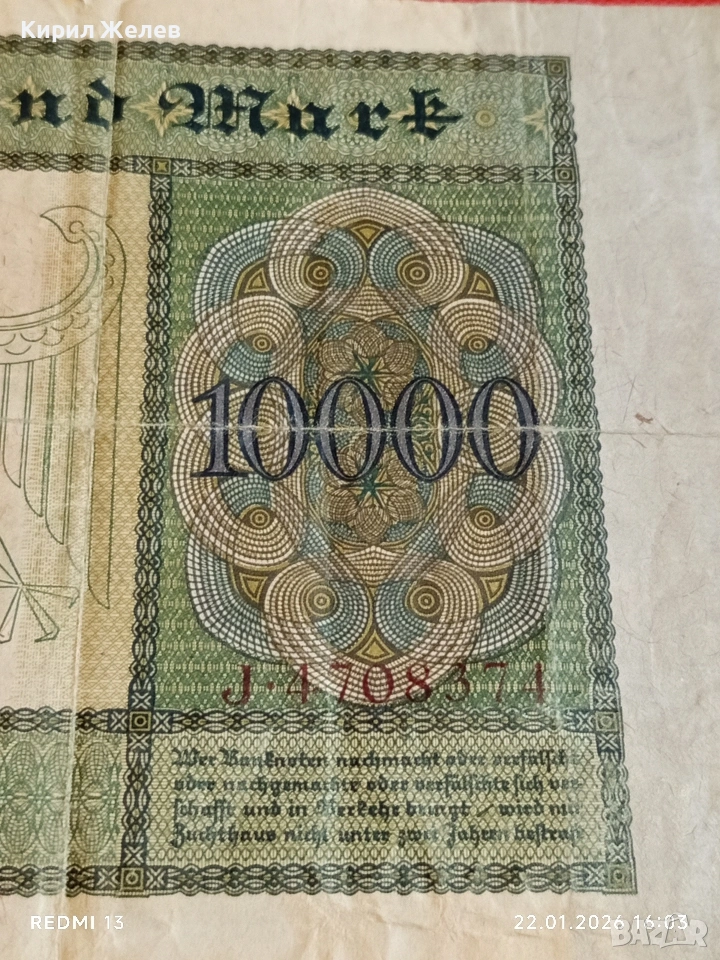 Кирил Желев
nd Mark
10000
J·4708374
Wer Banknoten nachmacht oder verfälscht
oder nachgemachte oder verfälschte sich ver-
schafft und in Verkehr bringt, wird mit
Zuchthaus nicht unter zwei Jahren bestraft
REDMI 13
22.01.2026 16:03
BAZAR